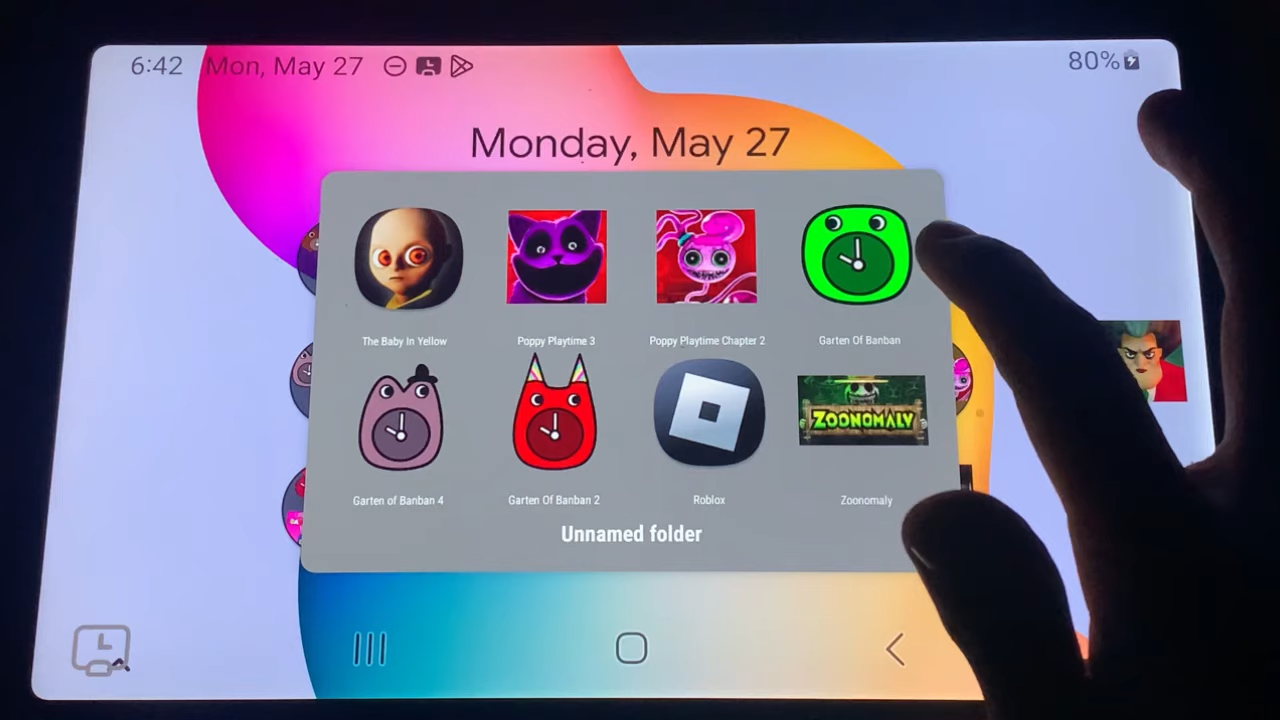 6:42 Mon, May 27
80%
Monday, May 27
The Baby In Yellow
Poppy Playtime 3
Poppy Playtime Chapter 2
Garten Of Banban
ZOONOMALY
Garten of Banban 4
Garten Of Banban 2
Roblox
Zoonomaly
Unnamed folder